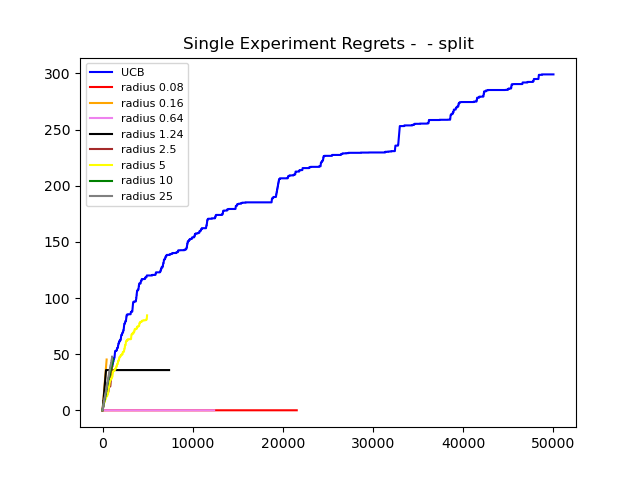 Single Experiment Regrets -  - split
UCB
radius 0.08
radius 0.16
radius 0.64
radius 1.24
radius 2.5
radius 5
radius 10
radius 25
300
250
200
150
100
50
0
0 10000 20000 30000 40000 50000